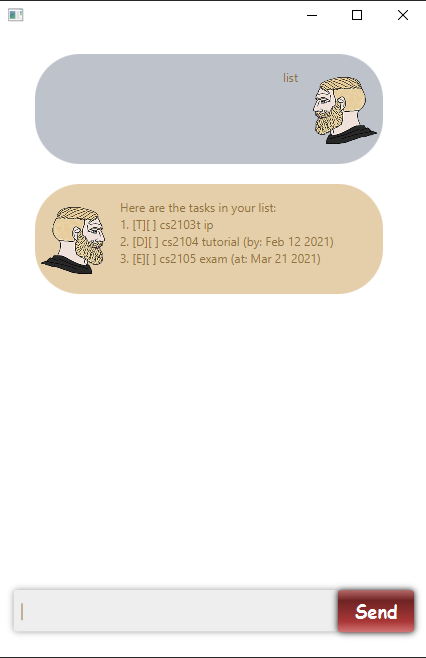 list
Here are the tasks in your list:
1. [T][ ] cs2103t ip
2. [D][ ] cs2104 tutorial (by: Feb 12 2021)
3. [E][ ] cs2105 exam (at: Mar 21 2021)
Send